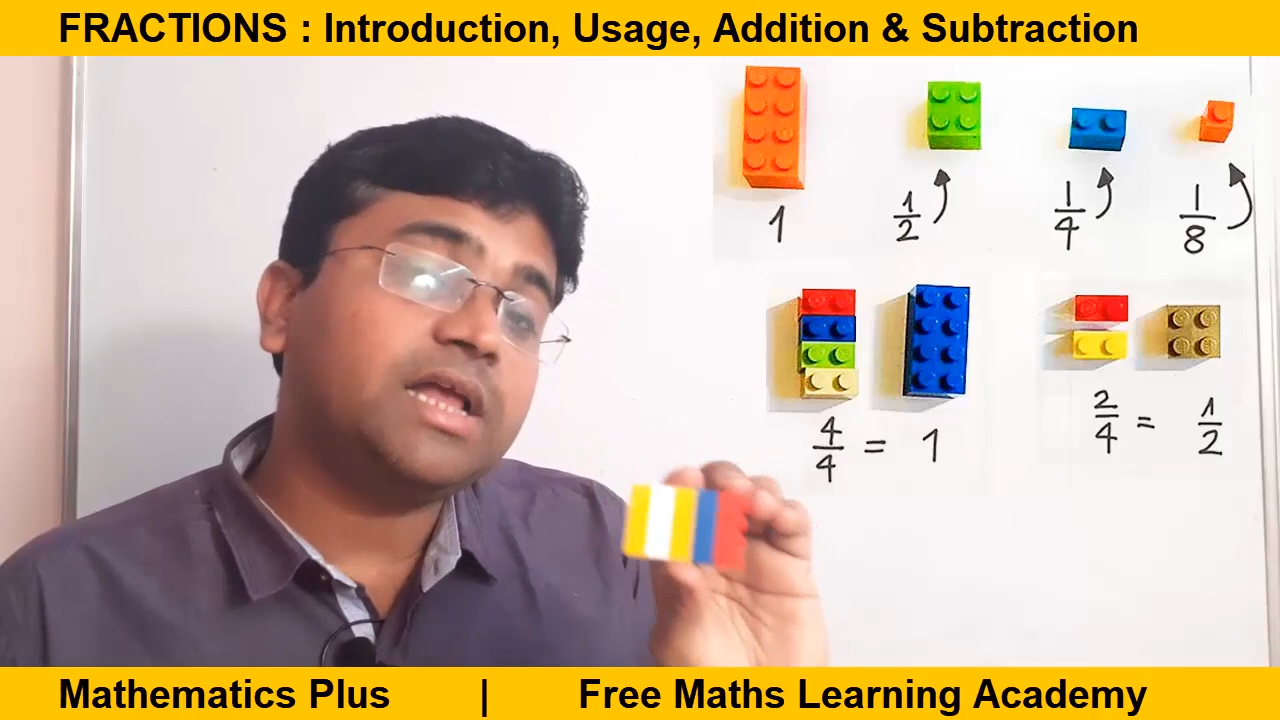 FRACTIONS : Introduction, Usage, Addition & Subtraction
1 1/2 1/4 1/8
4/4 = 1
2/4 = 1/2
Mathematics Plus | Free Maths Learning Academy